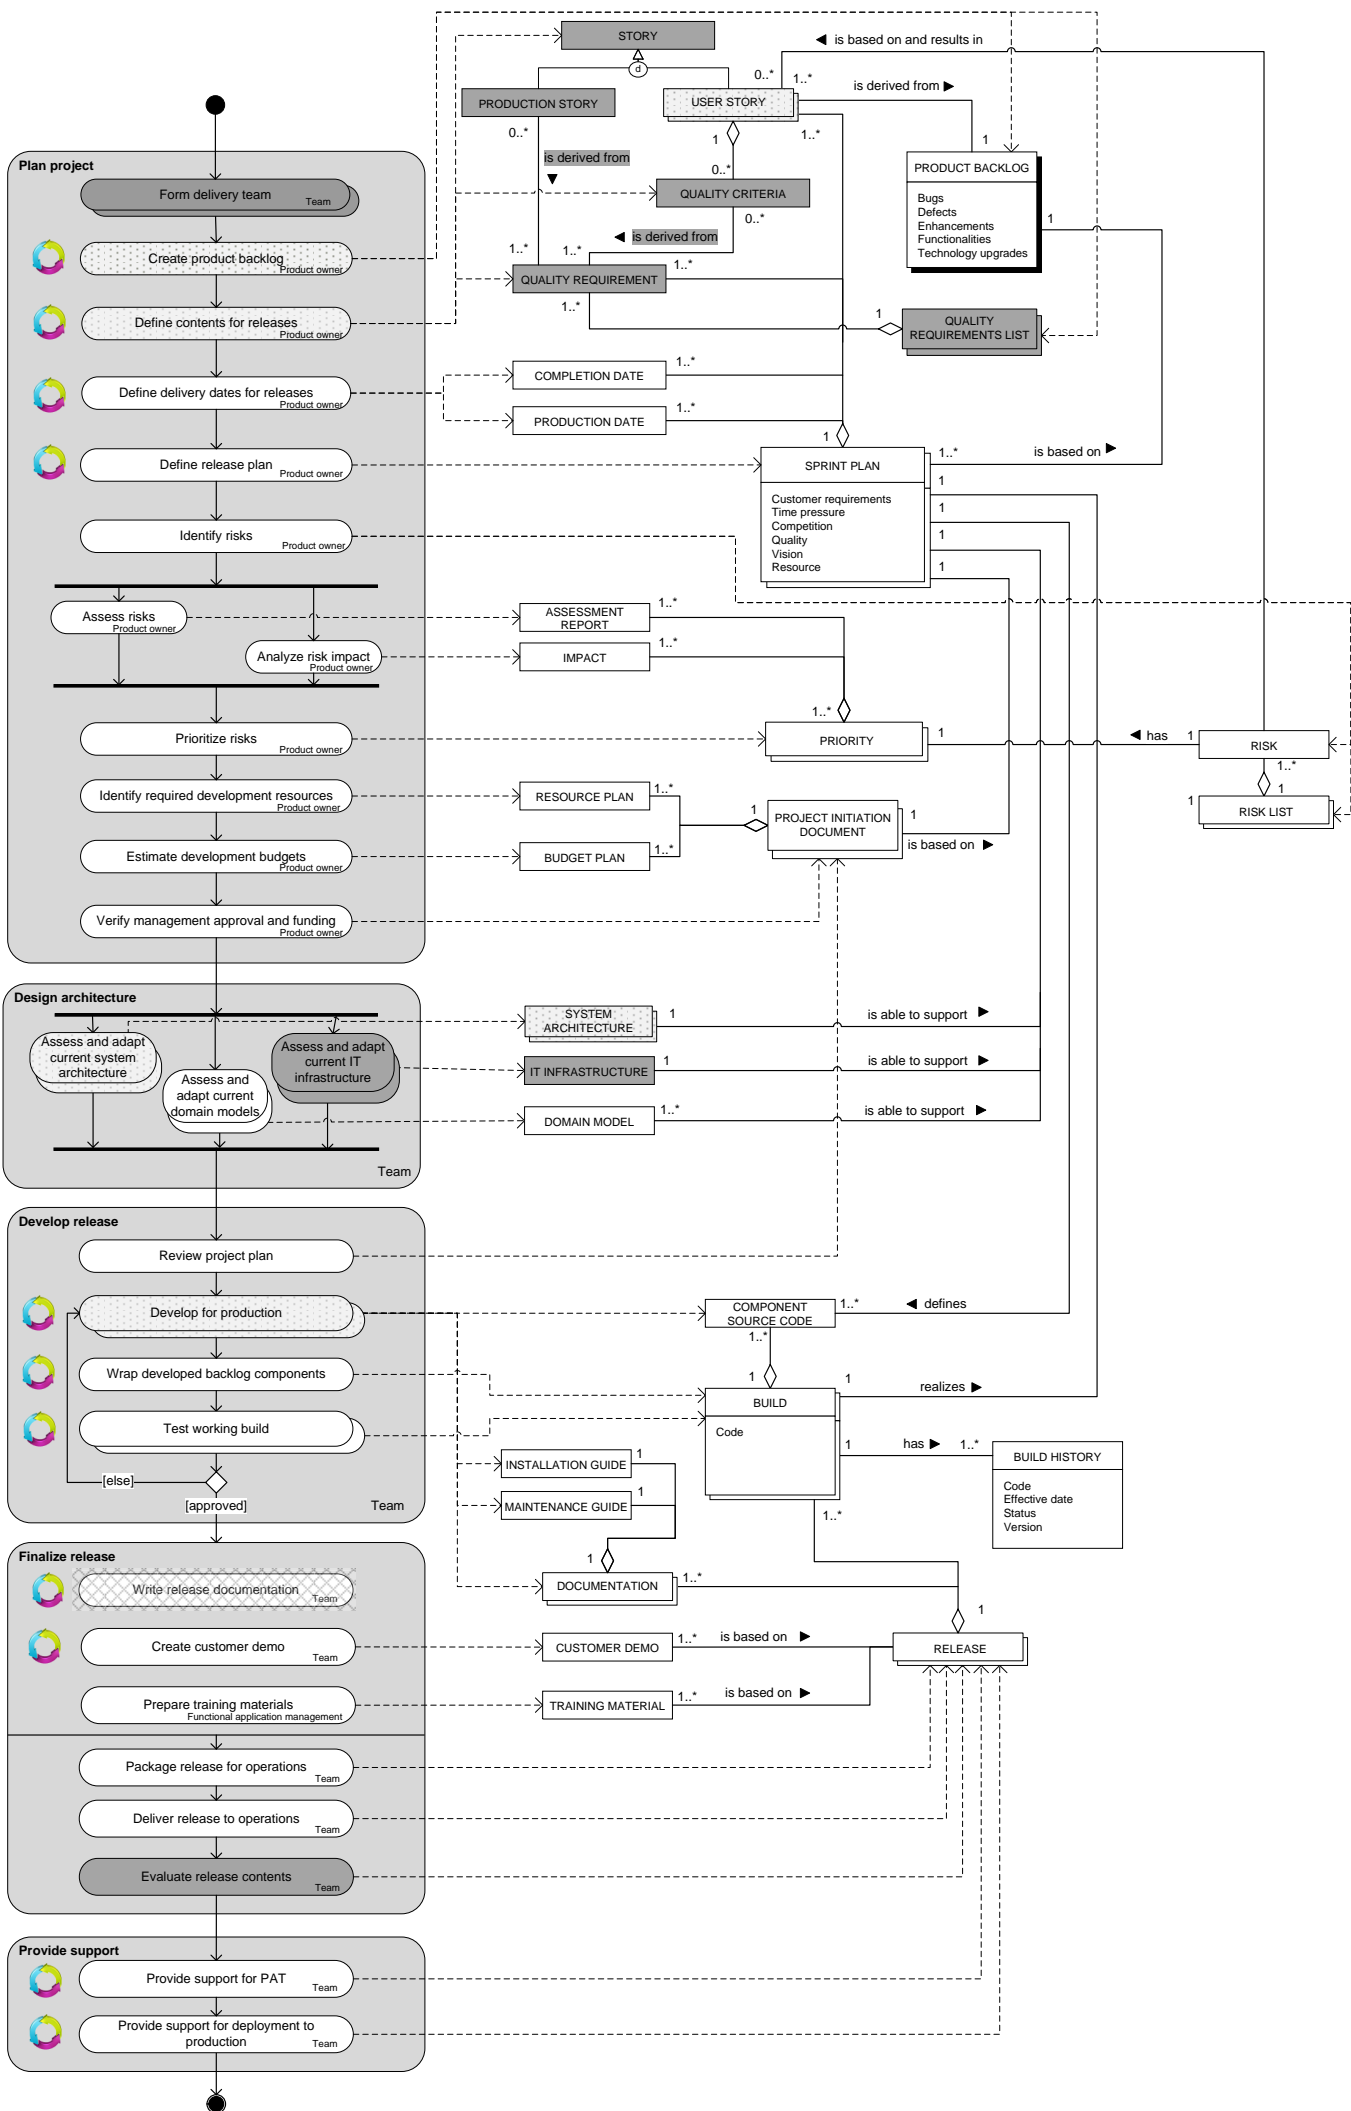 Plan project
Form delivery team
Team
Create product backlog
Product owner
Define contents for releases
Product owner
Define delivery dates for releases
Product owner
Define release plan
Product owner
Identify risks
Product owner
Assess risks
Product owner
Analyze risk impact
Product owner
Prioritize risks
Product owner
Identify required development resources
Product owner
Estimate development budgets
Product owner
Verify management approval and funding
Product owner
Design architecture
Assess and adapt
current system
architecture
Assess and
adapt current
domain models
Assess and adapt
current IT
infrastructure
Team
Develop release
Review project plan
Develop for production
Wrap developed backlog components
Test working build
[else]
[approved]
Team
Finalize release
Write release documentation
Team
Create customer demo
Team
Prepare training materials
Functional application management
Package release for operations
Team
Deliver release to operations
Team
Evaluate release contents
Team
Provide support
Provide support for PAT
Team
Provide support for deployment to
production
Team
STORY
d
◄ is based on and results in
0..*
1..*
PRODUCTION STORY
USER STORY
is derived from ►
0..*
1
1..*
1
is derived from
▼
0..*
PRODUCT BACKLOG
Bugs
Defects
Enhancements
Functionalities
Technology upgrades
1
QUALITY CRITERIA
0..*
◄ is derived from
1..*
1..*
QUALITY REQUIREMENT
1..*
1..*
1
QUALITY
REQUIREMENTS LIST
COMPLETION DATE
1..*
PRODUCTION DATE
1..*
1
SPRINT PLAN
Customer requirements
Time pressure
Competition
Quality
Vision
Resource
1..*
is based on ►
1
1
1
1
ASSESSMENT
REPORT
1..*
IMPACT
1..*
1..*
PRIORITY
1
◄ has
1
RISK
1..*
1
1
RISK LIST
RESOURCE PLAN
1..*
BUDGET PLAN
1..*
1
PROJECT INITIATION
DOCUMENT
1
is based on ►
SYSTEM
ARCHITECTURE
1
is able to support ►
IT INFRASTRUCTURE
1
is able to support ►
DOMAIN MODEL
1..*
is able to support ►
COMPONENT
SOURCE CODE
1..*
◄ defines
1..*
1
BUILD
Code
1
realizes ►
1
has ►
1..*
BUILD HISTORY
Code
Effective date
Status
Version
1..*
INSTALLATION GUIDE
1
MAINTENANCE GUIDE
1
1
DOCUMENTATION
1..*
1
CUSTOMER DEMO
1..*
is based on ►
RELEASE
TRAINING MATERIAL
1..*
is based on ►